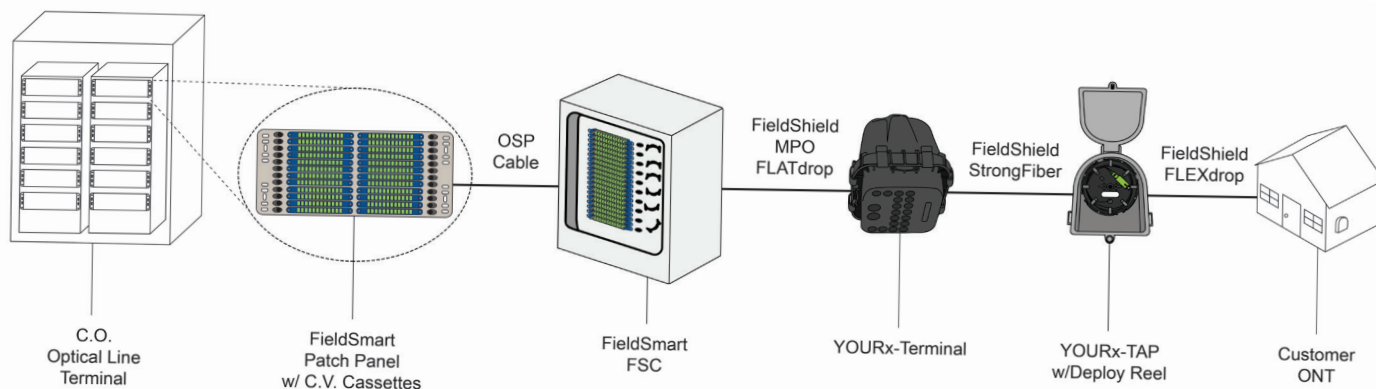 OSP
Cable
FieldShield
MPO
FLATdrop
FieldShield
StrongFiber
FieldShield
FLEXdrop
C.O.
Optical Line
Terminal
FieldSmart
Patch Panel
w/ C.V. Cassettes
FieldSmart
FSC
YOURx-Terminal
YOURx-TAP
w/Deploy Reel
Customer
ONT